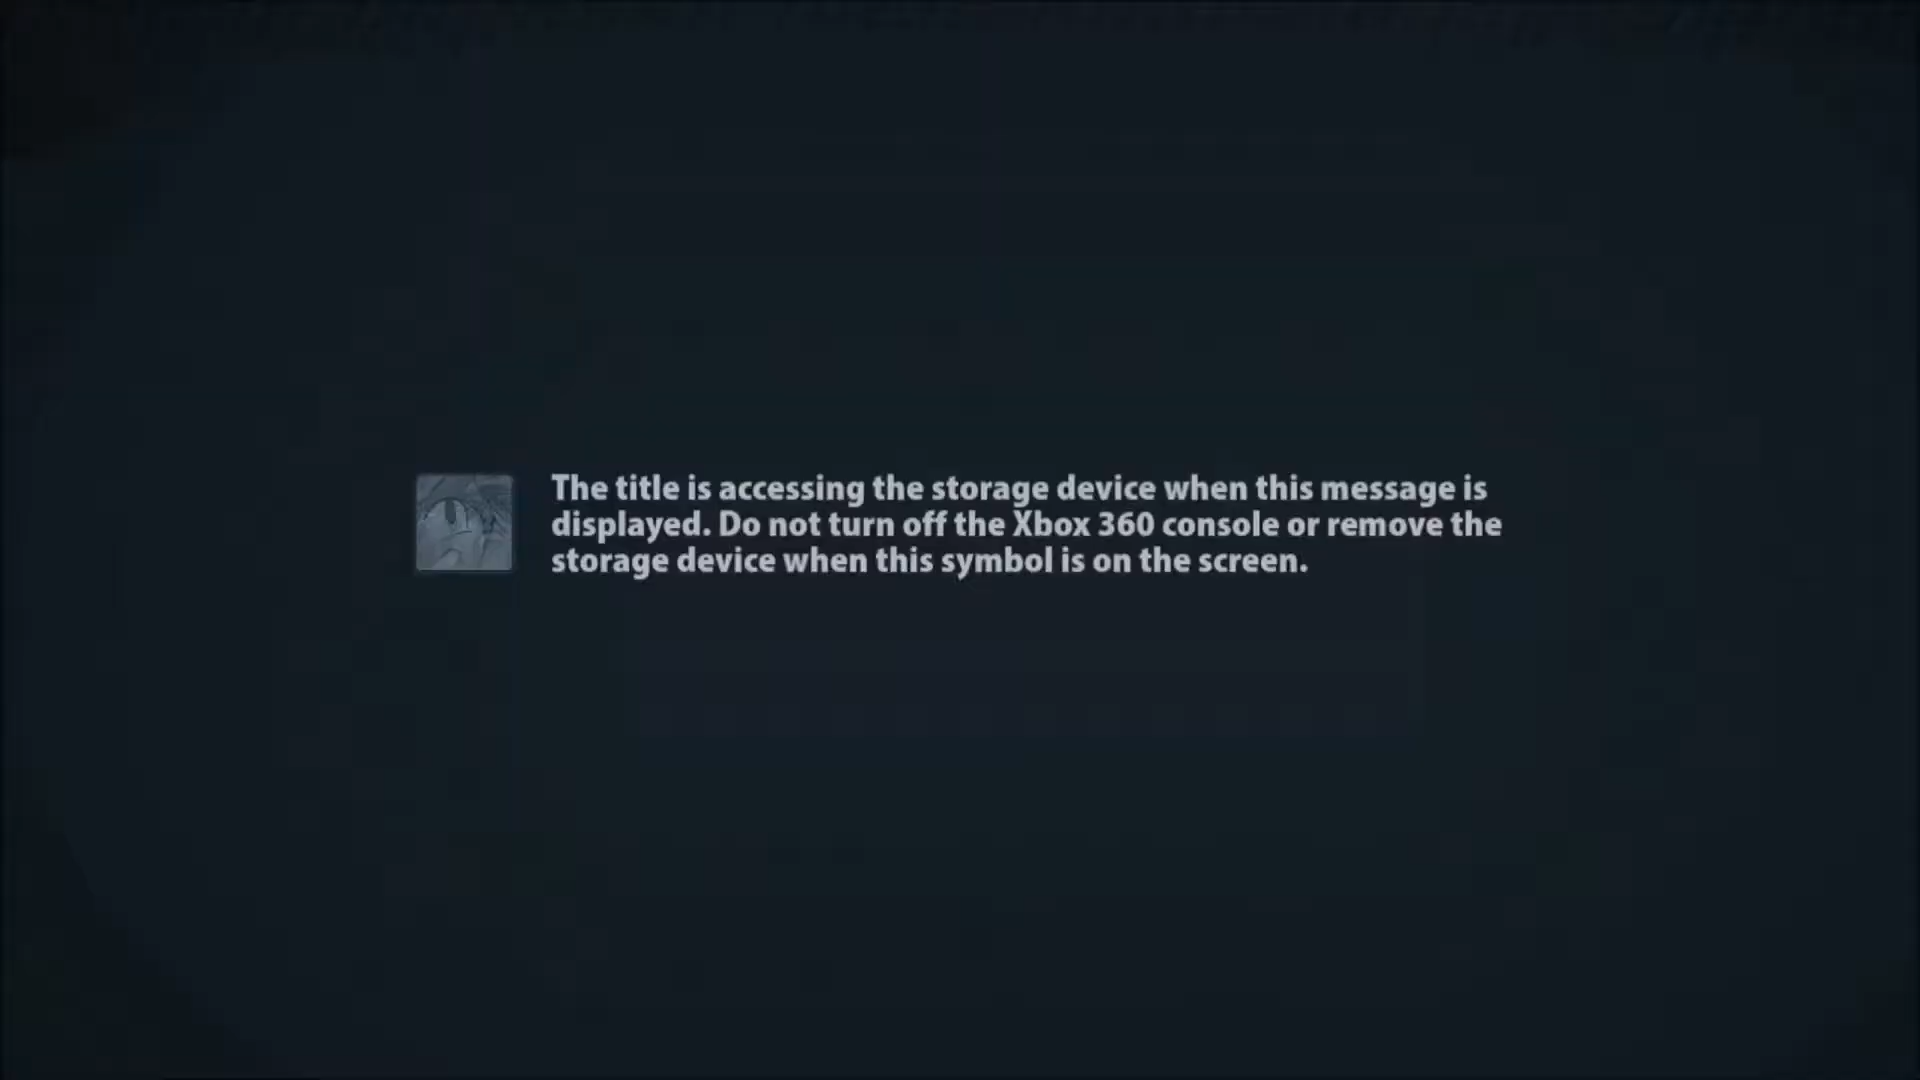 The title is accessing the storage device when this message is
displayed. Do not turn off the Xbox 360 console or remove the
storage device when this symbol is on the screen.